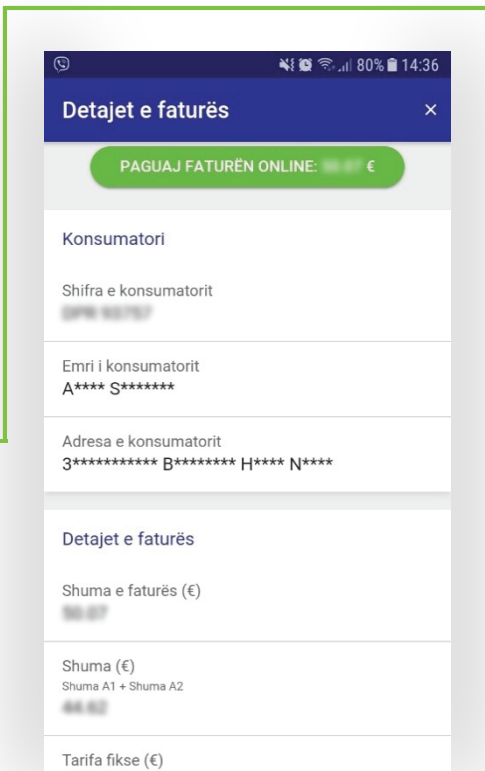 80% 14:36
Detajet e faturës ×
PAGUAJ FATURËN ONLINE: €
Konsumatori
Shifra e konsumatorit
Emri i konsumatorit
A**** S*******
Adresa e konsumatorit
3*********** B******** H**** N****
Detajet e faturës
Shuma e faturës (€)
Shuma (€)
Shuma A1 + Shuma A2
Tarifa fikse (€)